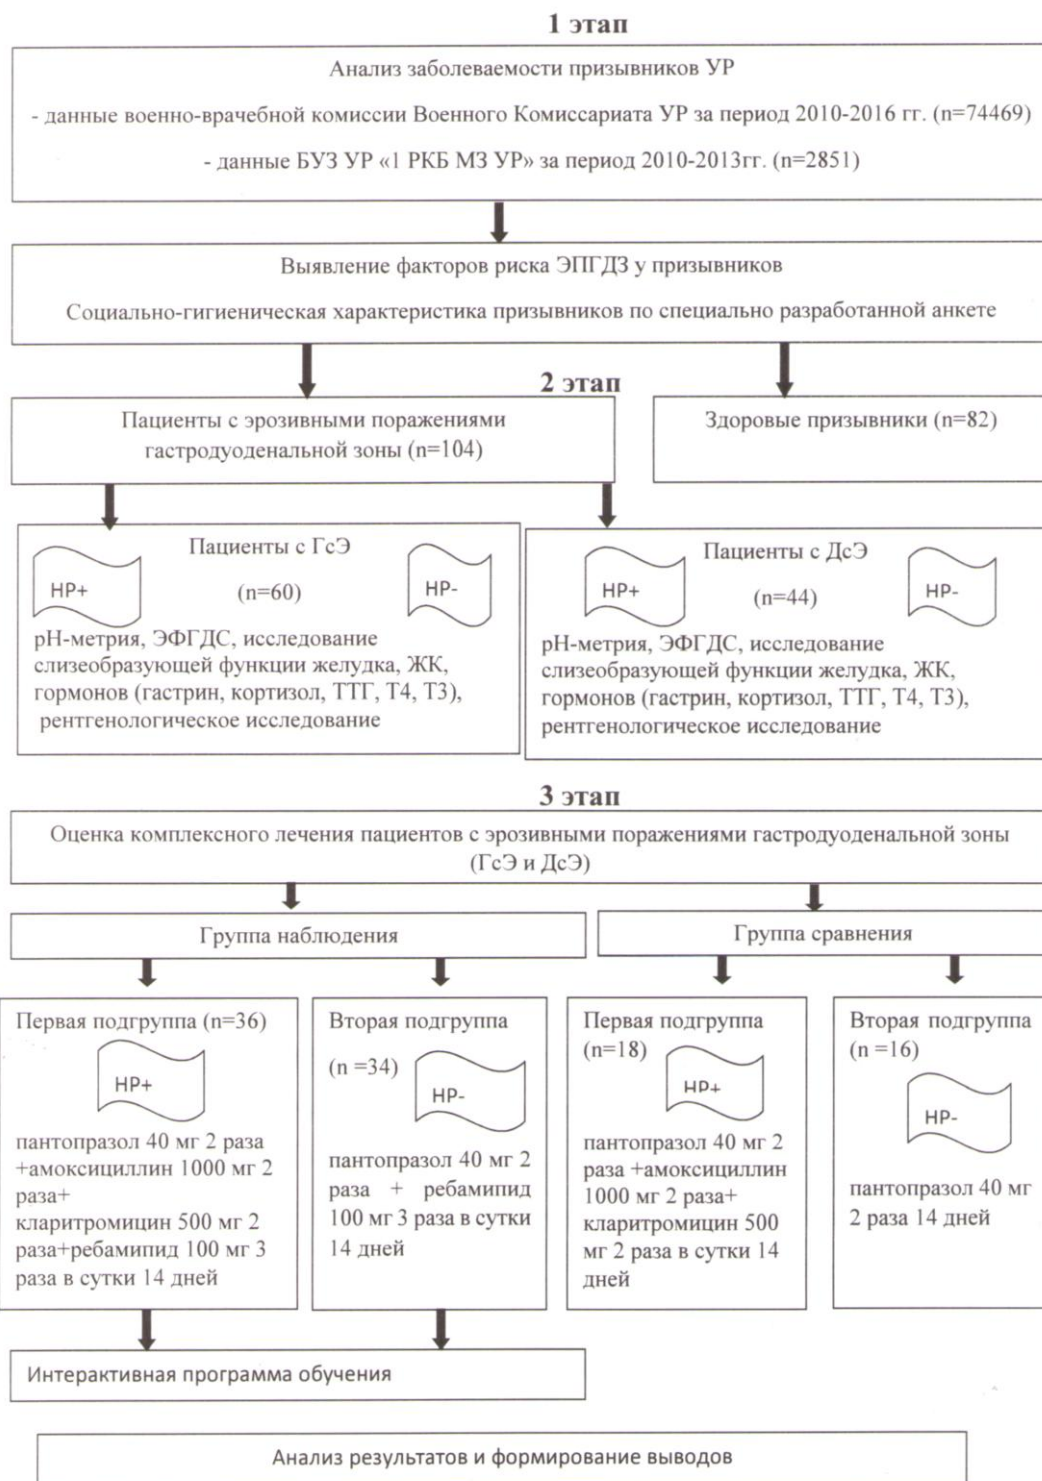 1 этап
Анализ заболеваемости призывников УР
- данные военно-врачебной комиссии Военного Комиссариата УР за период 2010-2016 гг. (n=74469)
- данные БУЗ УР «1 РКБ МЗ УР» за период 2010-2013гг. (n=2851)
Выявление факторов риска ЭПГДЗ у призывников
Социально-гигиеническая характеристика призывников по специально разработанной анкете
2 этап
Пациенты с эрозивными поражениями
гастродуоденальной зоны (n=104)
Здоровые призывники (n=82)
Пациенты с ГсЭ
HP+
(n=60)
HP-
рН-метрия, ЭФГДС, исследование
слизеобразующей функции желудка, ЖК,
гормонов (гастрин, кортизол, ТТГ, Т4, Т3),
рентгенологическое исследование
Пациенты с ДсЭ
HP+
(n=44)
HP-
рН-метрия, ЭФГДС, исследование
слизеобразующей функции желудка, ЖК,
гормонов (гастрин, кортизол, ТТГ, Т4, Т3),
рентгенологическое исследование
3 этап
Оценка комплексного лечения пациентов с эрозивными поражениями гастродуоденальной зоны
(ГсЭ и ДсЭ)
Группа наблюдения
Группа сравнения
Первая подгруппа (n=36)
HP+
пантопразол 40 мг 2 раза
+амоксициллин 1000 мг 2
раза+
кларитромицин 500 мг 2
раза+ребамипид 100 мг 3
раза в сутки 14 дней
Вторая подгруппа
(n =34)
HP-
пантопразол 40 мг 2
раза + ребамипид
100 мг 3 раза в сутки
14 дней
Первая подгруппа
(n=18)
HP+
пантопразол 40 мг 2
раза +амоксициллин
1000 мг 2 раза+
кларитромицин 500
мг 2 раза в сутки 14
дней
Вторая подгруппа
(n =16)
HP-
пантопразол 40 мг
2 раза 14 дней
Интерактивная программа обучения
Анализ результатов и формирование выводов